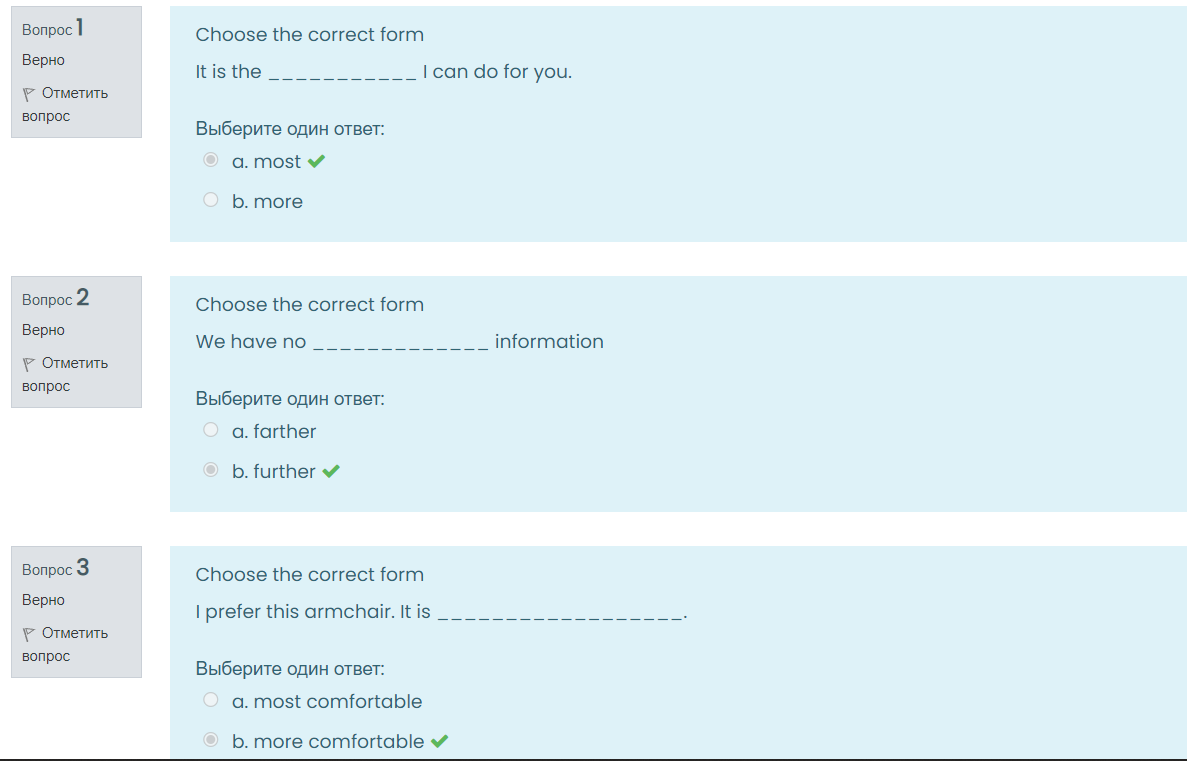 Вопрос 1
Верно
Отметить
вопрос
Choose the correct form
It is the ___________ I can do for you.
Выберите один ответ:
a. most
b. more
Вопрос 2
Верно
Отметить
вопрос
Choose the correct form
We have no _____________ information
Выберите один ответ:
a. farther
b. further
Вопрос 3
Верно
Отметить
вопрос
Choose the correct form
I prefer this armchair. It is __________________.
Выберите один ответ:
a. most comfortable
b. more comfortable